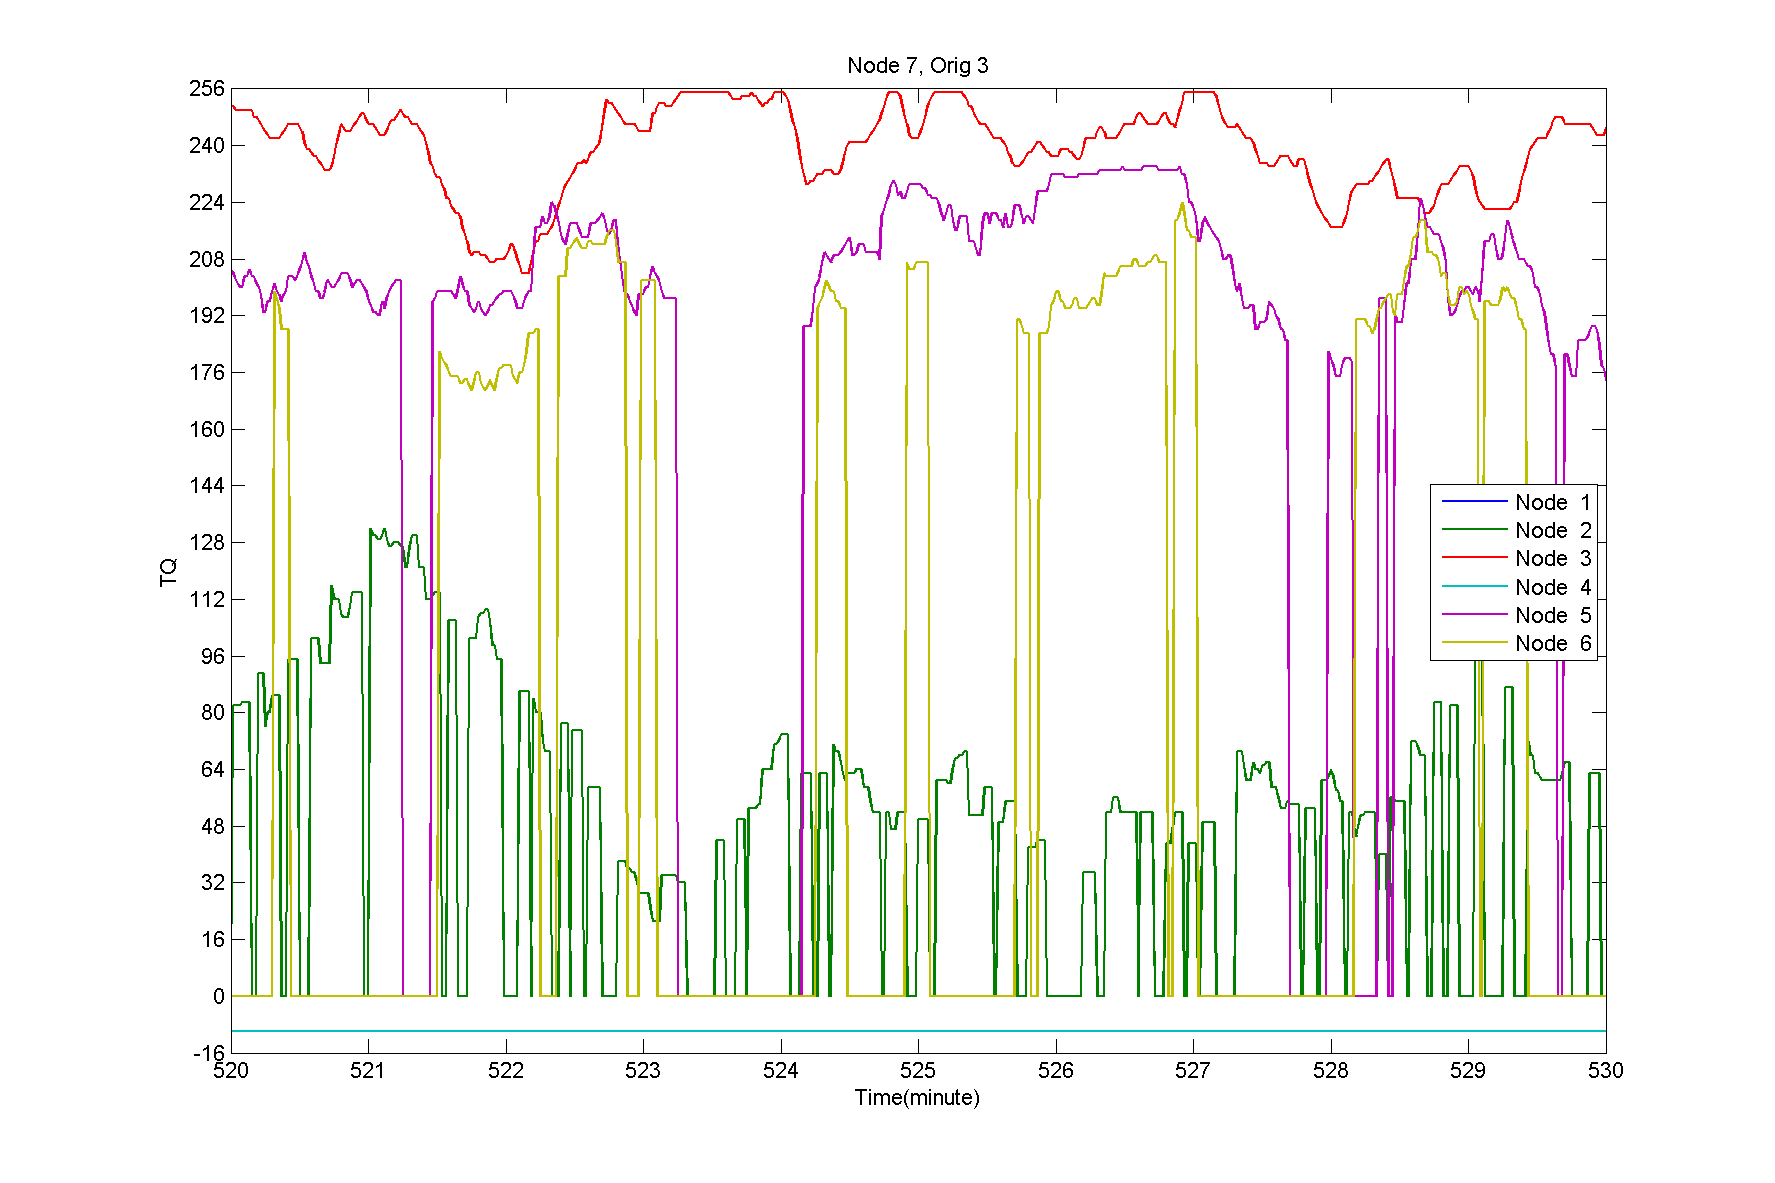 Node 7, Orig 3
256
240
224
208
192
176
160
144
128
112
96
80
64
48
32
16
0
-16
TQ
Node 1
Node 2
Node 3
Node 4
Node 5
Node 6
520 521 522 523 524 525 526 527 528 529 530
Time(minute)